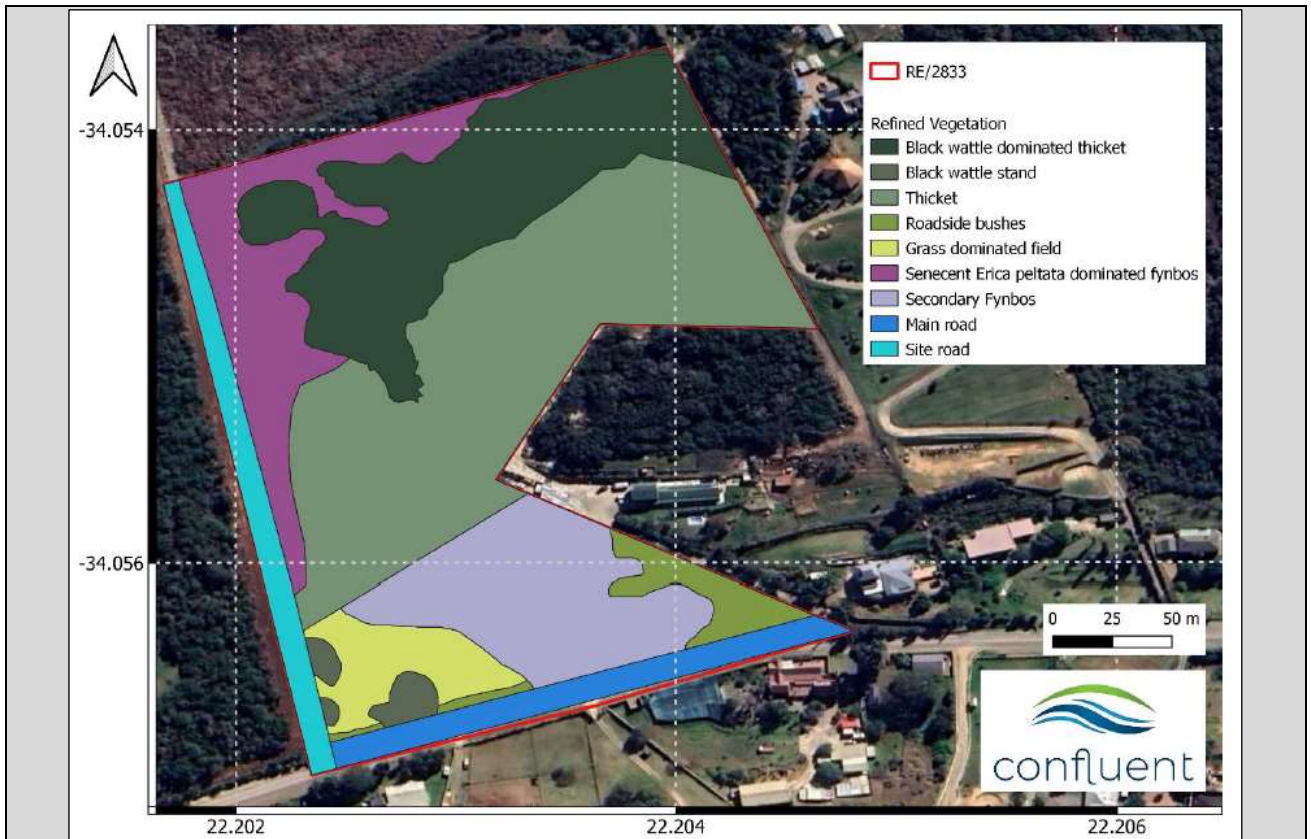 RE/2833
Refined Vegetation
Black wattle dominated thicket
Black wattle stand
Thicket
Roadside bushes
Grass dominated field
Senecent Erica peltata dominated fynbos
Secondary Fynbos
Main road
Site road
-34.054
-34.056
0 25 50 m
confluent
22.202 22.204 22.206